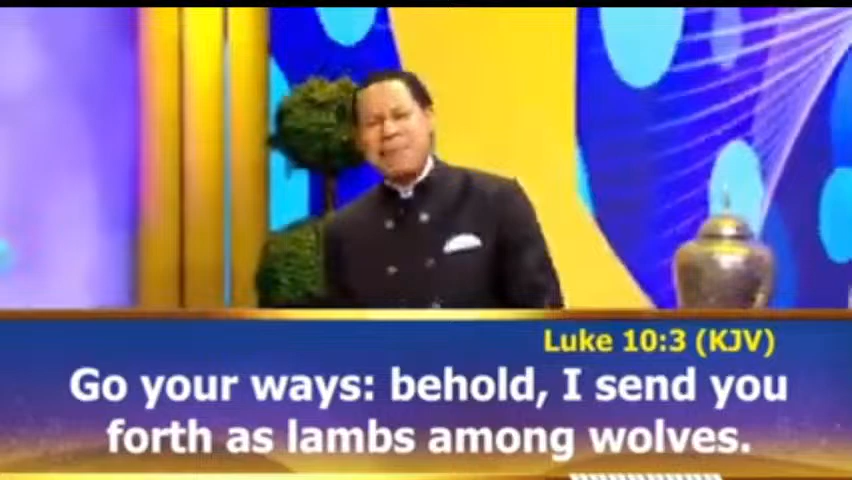 Luke 10:3 (KJV)
Go your ways: behold, I send you
forth as lambs among wolves.